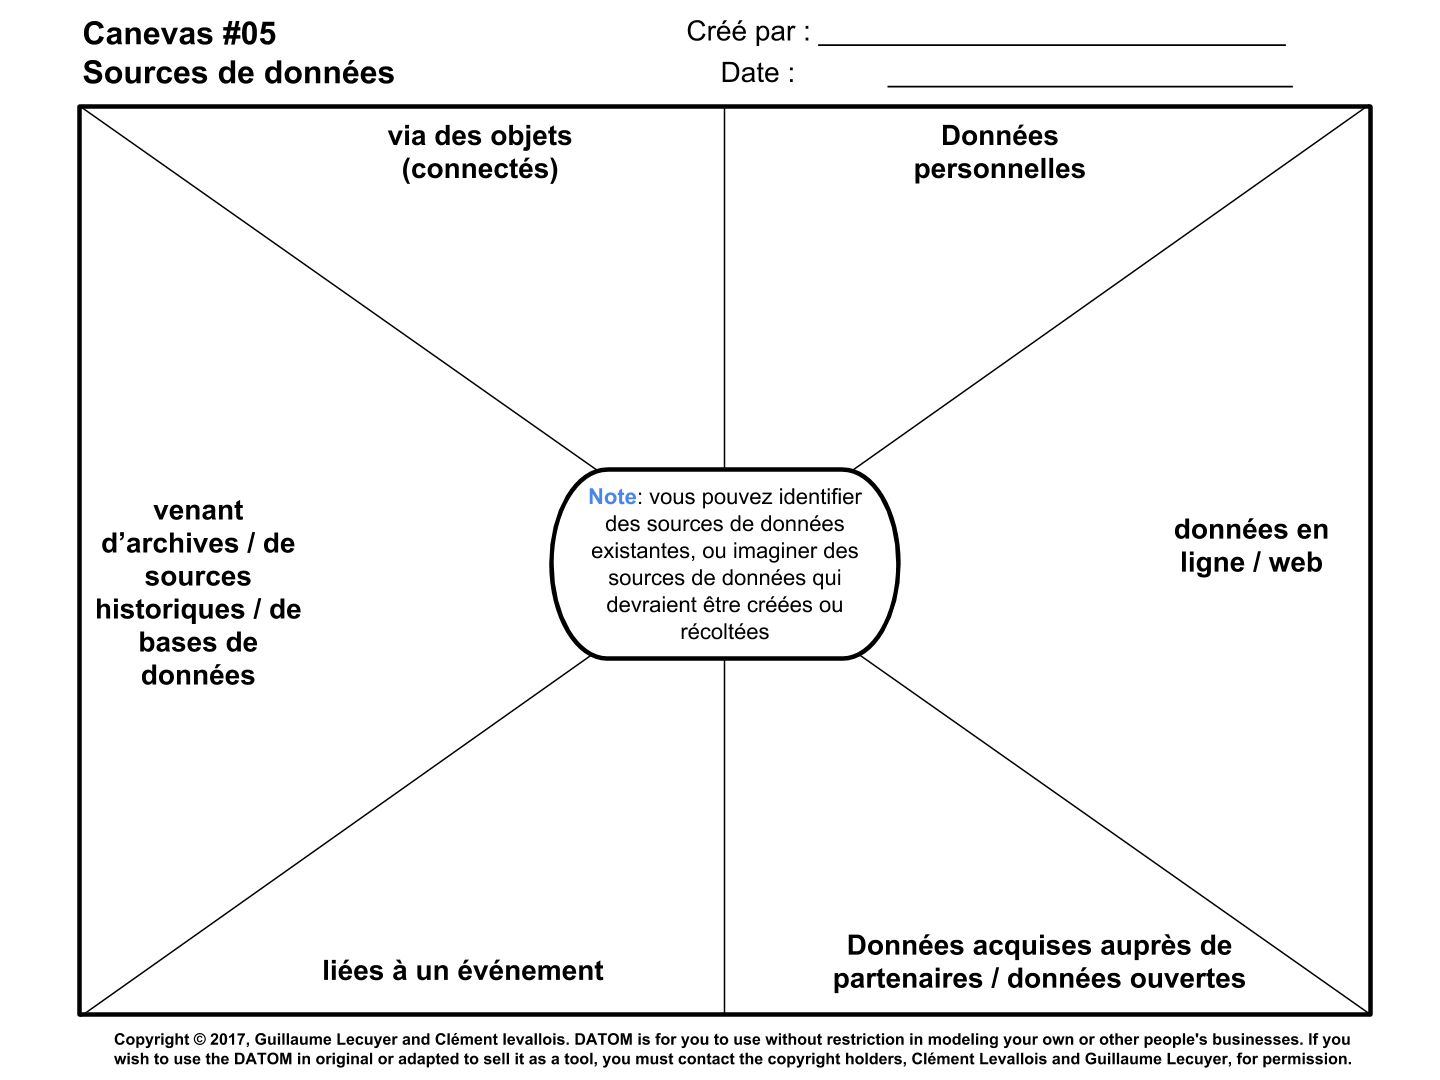 Canevas #05
Sources de données
Créé par :
Date :
via des objets
(connectés)
Données
personnelles
venant
d’archives / de
sources
historiques / de
bases de
données
Note: vous pouvez identifier
des sources de données
existantes, ou imaginer des
sources de données qui
devraient être créées ou
récoltées
données en
ligne / web
liées à un événement
Données acquises auprès de
partenaires / données ouvertes
Copyright © 2017, Guillaume Lecuyer and Clément levallois. DATOM is for you to use without restriction in modeling your own or other people's businesses. If you
wish to use the DATOM in original or adapted to sell it as a tool, you must contact the copyright holders, Clément Levallois and Guillaume Lecuyer, for permission.